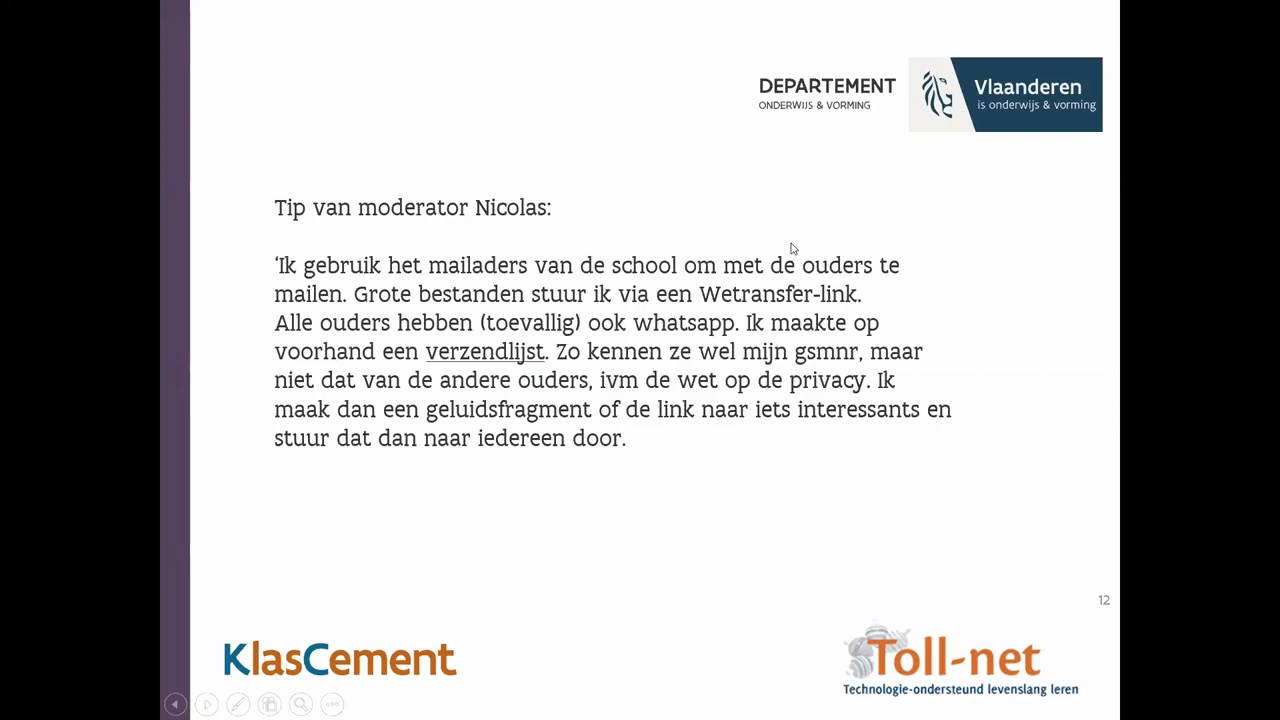 DEPARTEMENT
ONDERWIJS & VORMING
Vlaanderen
is onderwijs & vorming
Tip van moderator Nicolas:
‘Ik gebruik het mailaders van de school om met de ouders te
mailen. Grote bestanden stuur ik via een Wetransfer-link.
Alle ouders hebben (toevallig) ook whatsapp. Ik maakte op
voorhand een verzendlijst. Zo kennen ze wel mijn gsmnr, maar
niet dat van de andere ouders, ivm de wet op de privacy. Ik
maak dan een geluidsfragment of de link naar iets interessants en
stuur dat dan naar iedereen door.
12
KlasCement
Toll-net
Technologie-ondersteund levenslang leren